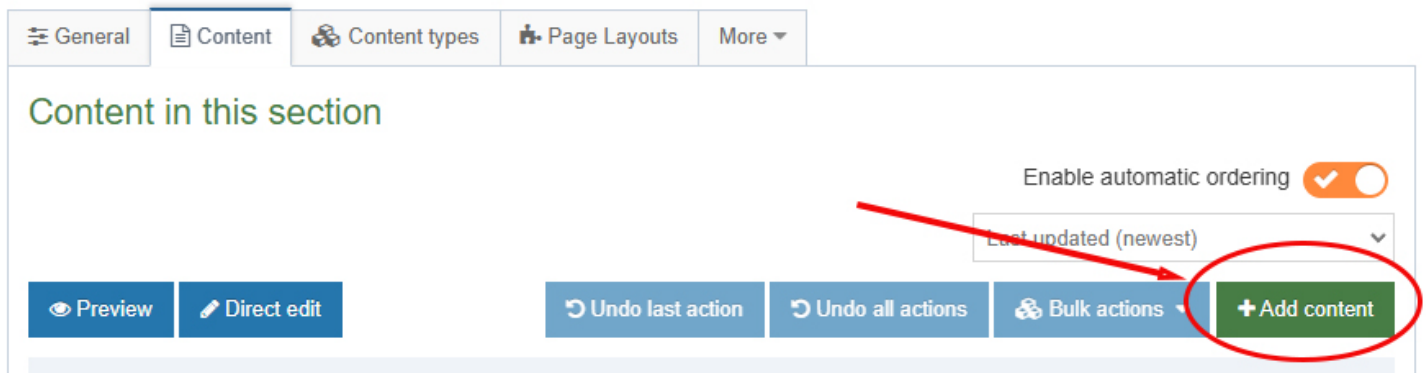 General Content Content types Page Layouts More
Content in this section
Enable automatic ordering
Last updated (newest)
Preview Direct edit Undo last action Undo all actions Bulk actions Add content